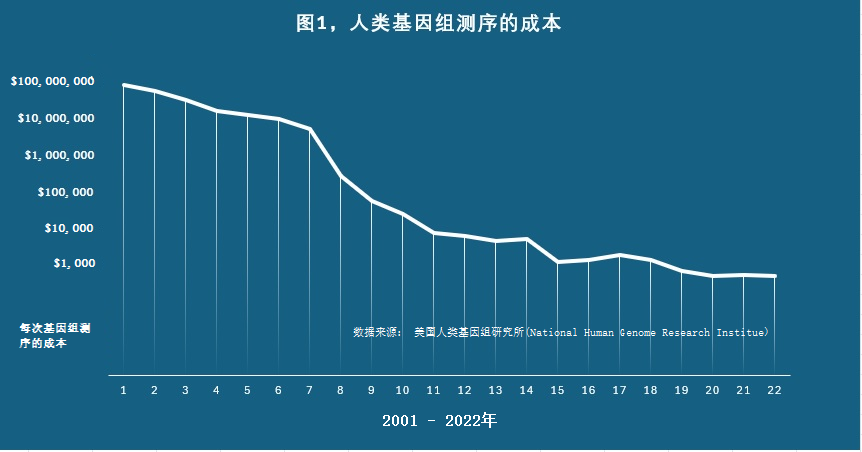 图1，人类基因组测序的成本
$100,000,000
$10,000,000
$1,000,000
$100,000
$10,000
$1,000
每次基因组测
序的成本
数据来源： 美国人类基因组研究所(National Human Genome Research Institue)
1 2 3 4 5 6 7 8 9 10 11 12 13 14 15 16 17 18 19 20 21 22
2001 - 2022年